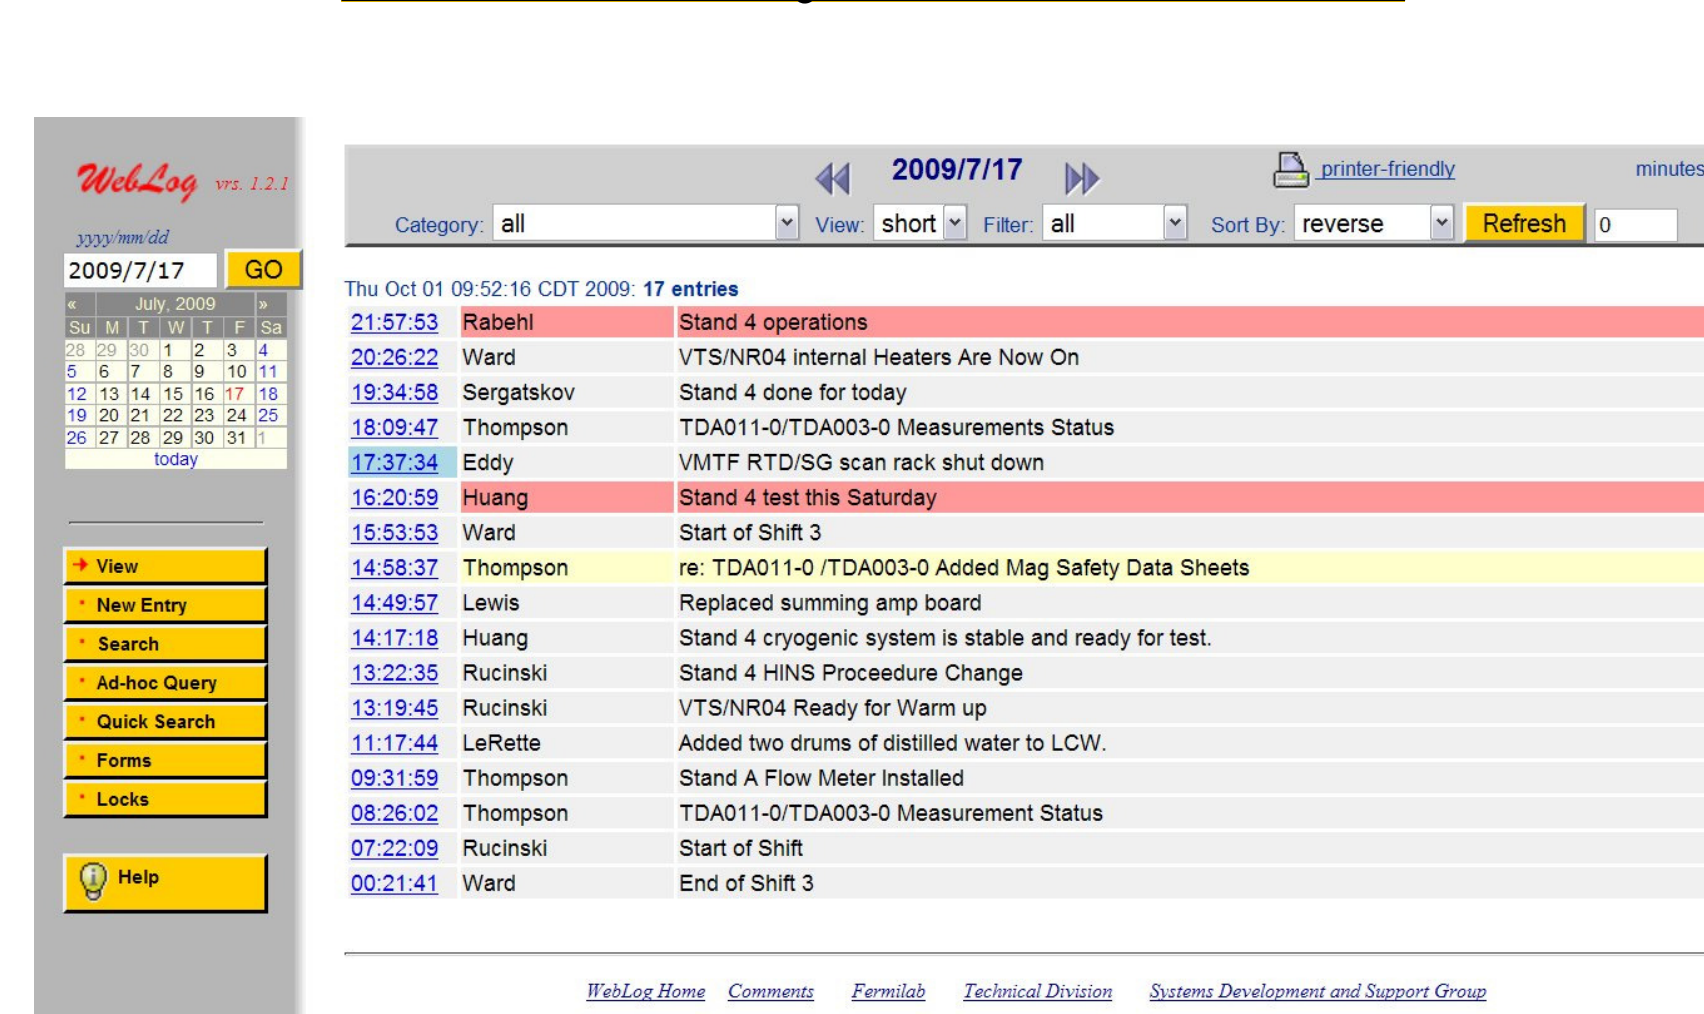 WebLog vrs. 1.2.1
yyyy/mm/dd
2009/7/17 GO
« July, 2009 »
Su M T W T F Sa
28 29 30 1 2 3 4
5 6 7 8 9 10 11
12 13 14 15 16 17 18
19 20 21 22 23 24 25
26 27 28 29 30 31 1
today
View
New Entry
Search
Ad-hoc Query
Quick Search
Forms
Locks
Help
2009/7/17 printer-friendly minutes
Category: all View: short Filter: all Sort By: reverse Refresh 0
Thu Oct 01 09:52:16 CDT 2009: 17 entries
21:57:53 Rabehl Stand 4 operations
20:26:22 Ward VTS/NR04 internal Heaters Are Now On
19:34:58 Sergatskov Stand 4 done for today
18:09:47 Thompson TDA011-0/TDA003-0 Measurements Status
17:37:34 Eddy VMTF RTD/SG scan rack shut down
16:20:59 Huang Stand 4 test this Saturday
15:53:53 Ward Start of Shift 3
14:58:37 Thompson re: TDA011-0 /TDA003-0 Added Mag Safety Data Sheets
14:49:57 Lewis Replaced summing amp board
14:17:18 Huang Stand 4 cryogenic system is stable and ready for test.
13:22:35 Rucinski Stand 4 HINS Proceedure Change
13:19:45 Rucinski VTS/NR04 Ready for Warm up
11:17:44 LeRette Added two drums of distilled water to LCW.
09:31:59 Thompson Stand A Flow Meter Installed
08:26:02 Thompson TDA011-0/TDA003-0 Measurement Status
07:22:09 Rucinski Start of Shift
00:21:41 Ward End of Shift 3
WebLog Home Comments Fermilab Technical Division Systems Development and Support Group